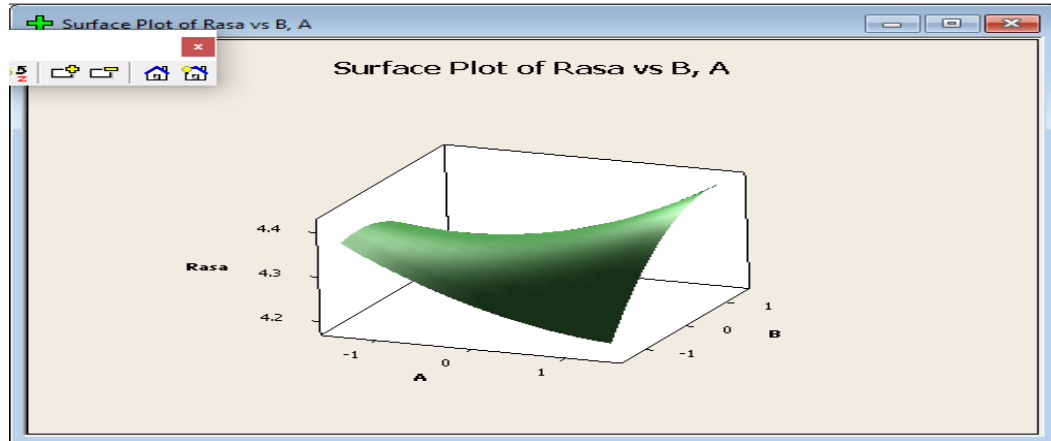 Surface Plot of Rasa vs B, A
Surface Plot of Rasa vs B, A
4.4
Rasa
4.3
4.2
-1
0
1
A
-1
0
1
B